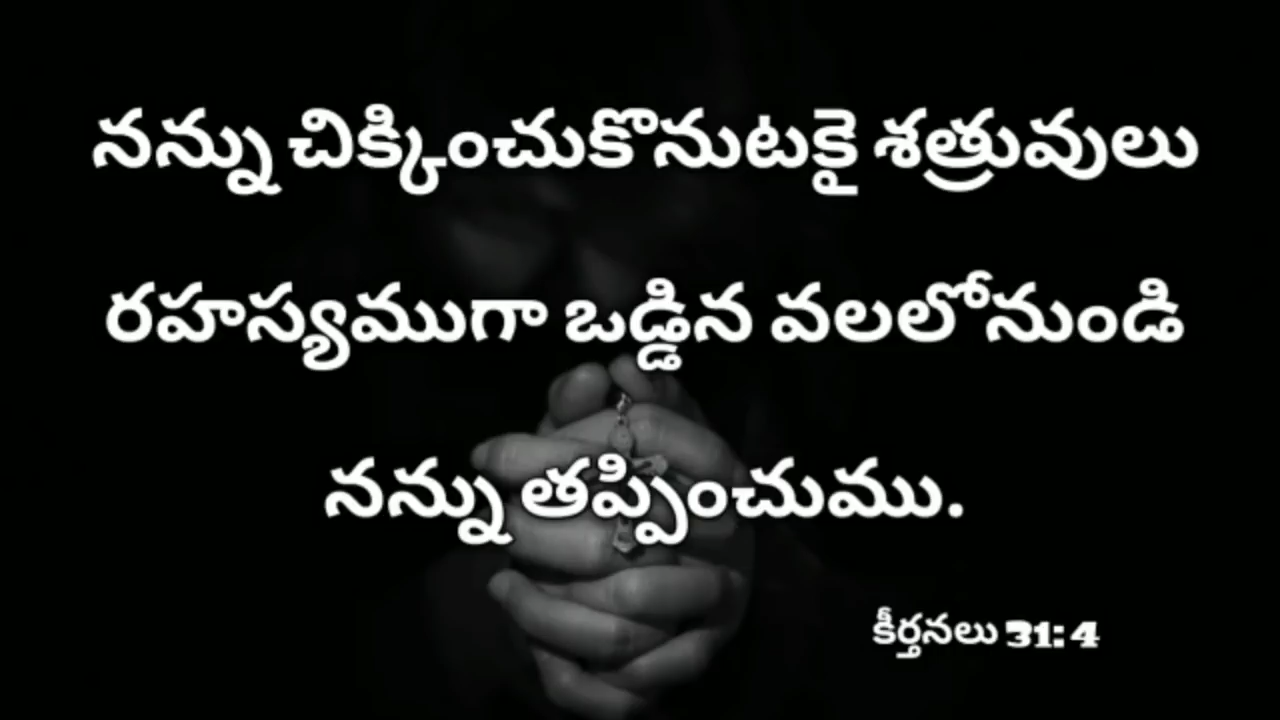 నన్ను చిక్కించుకొనుటకై శత్రువులు
రహస్యముగా ఒడ్డిన వలలోనుండి
నన్ను తప్పించుము.
కీర్తనలు 31:4